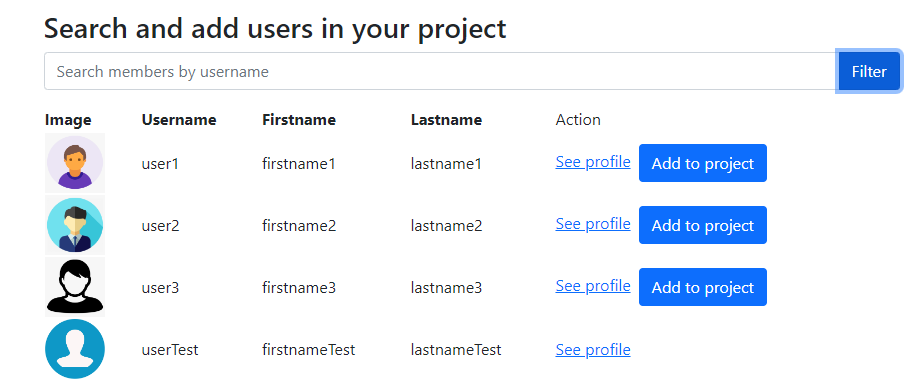 Search and add users in your project
Search members by username Filter
Image Username Firstname Lastname Action
user1 firstname1 lastname1 See profile Add to project
user2 firstname2 lastname2 See profile Add to project
user3 firstname3 lastname3 See profile Add to project
userTest firstnameTest lastnameTest See profile